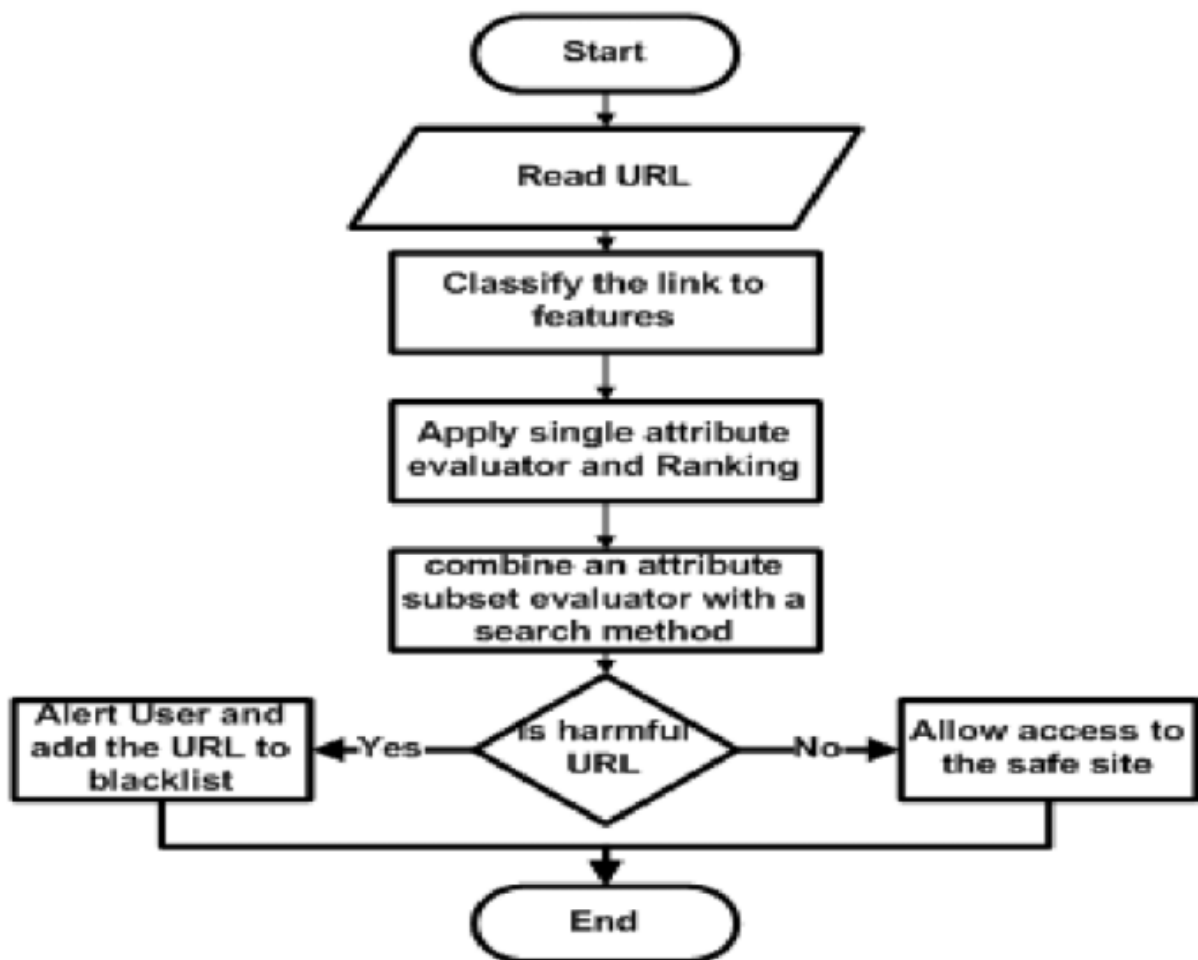 Start
Read URL
Classify the link to
features
Apply single attribute
evaluator and Ranking
combine an attribute
subset evaluator with a
search method
Is harmful
URL
Yes
No
Alert User and
add the URL to
blacklist
Allow access to
the safe site
End